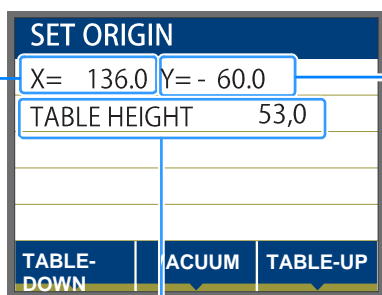 SET ORIGIN
X= 136.0 Y= - 60.0
TABLE HEIGHT 53,0
TABLE-DOWN
ACUUM
TABLE-UP